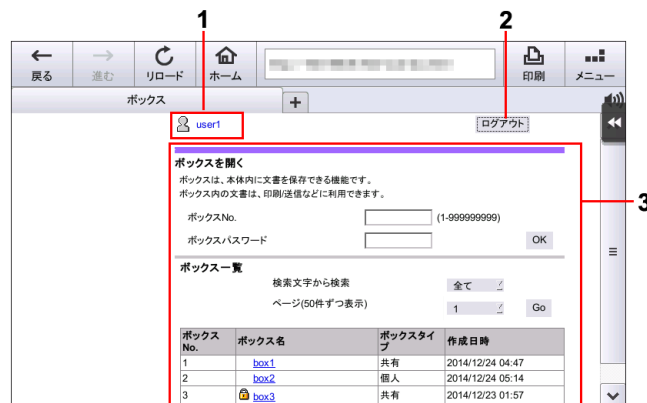 1 2
戻る 進む リロード ホーム 印刷 メニュー
ボックス +
user1 ログアウト
ボックスを開く
ボックスは、本体内に文書を保存できる機能です。
ボックス内の文書は、印刷/送信などに利用できます。
3
ボックスNo. (1-999999999)
ボックスパスワード OK
ボックス一覧
検索文字から検索 全て
ページ(50件ずつ表示) 1 Go
ボックスNo. ボックス名 ボックスタイプ 作成日時
1 box1 共有 2014/12/24 04:47
2 box2 個人 2014/12/24 05:14
3 box3 共有 2014/12/23 01:57